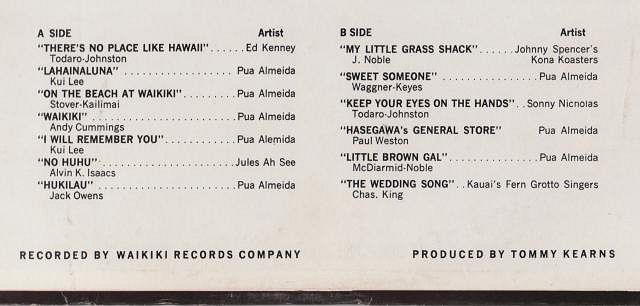 A SIDE Artist
"THERE'S NO PLACE LIKE HAWAII"......Ed Kenney
Todaro-Johnston
"LAHAINALUNA"....................Pua Almeida
Kui Lee
"ON THE BEACH AT WAIKIKI".........Pua Almeida
Stover-Kailimai
"WAIKIKI".........................Pua Almeida
Andy Cummings
"I WILL REMEMBER YOU"............Pua Alemida
Kui Lee
"NO HUHU".......................Jules Ah See
Alvin K. Isaacs
"HUKILAU".......................Pua Almeida
Jack Owens
B SIDE Artist
"MY LITTLE GRASS SHACK"......Johnny Spencer's
J. Noble Kona Koasters
"SWEET SOMEONE"................Pua Almeida
Waggner-Keyes
"KEEP YOUR EYES ON THE HANDS"..Sonny Nicnolas
Todaro-Johnston
"HASEGAWA's GENERAL STORE" Pua Almeida
Paul Weston
"LITTLE BROWN GAL"..............Pua Almeida
McDiarmid-Noble
"THE WEDDING SONG"..Kauai's Fern Grotto Singers
Chas. King
RECORDED BY WAIKIKI RECORDS COMPANY
PRODUCED BY TOMMY KEARNS